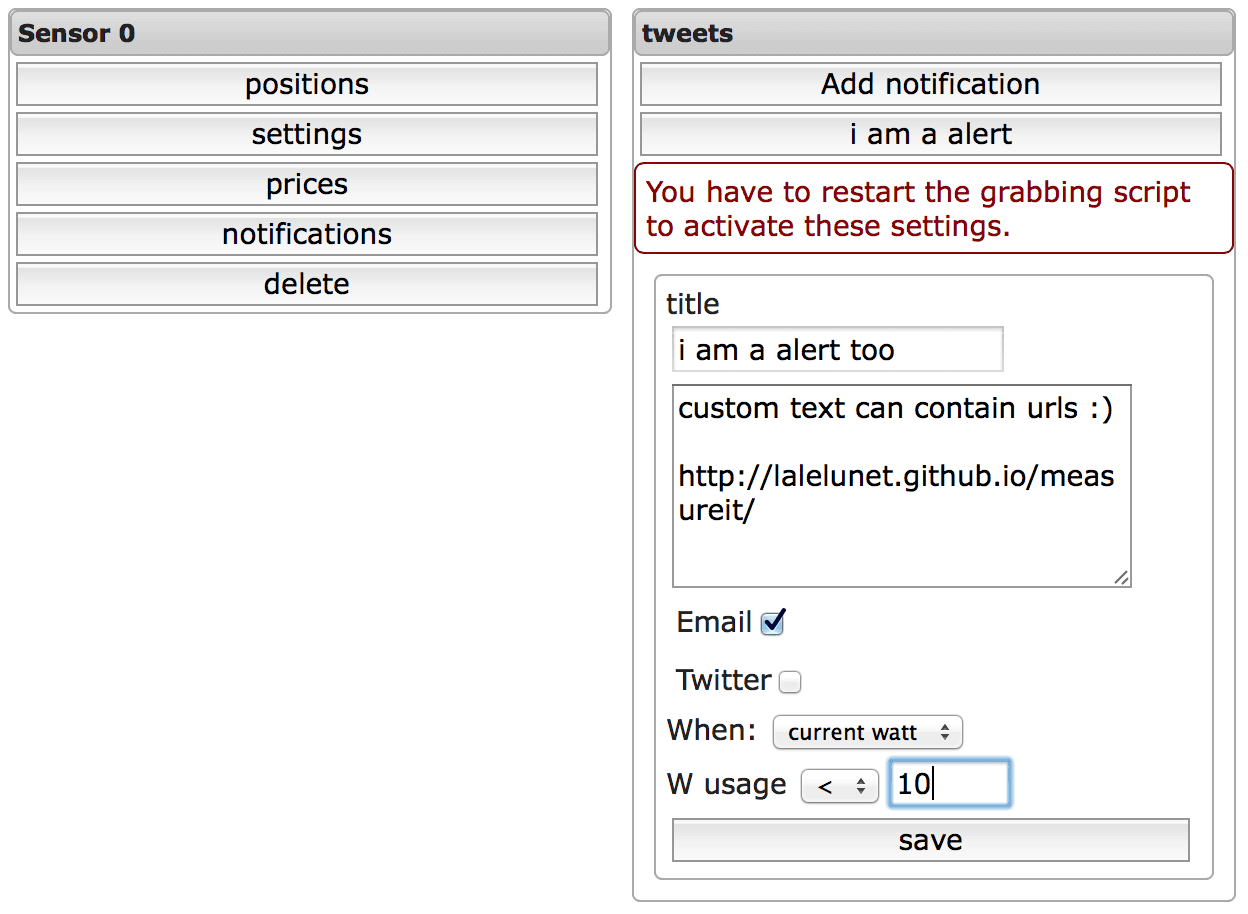 Sensor 0
positions
settings
prices
notifications
delete
tweets
Add notification
i am a alert
You have to restart the grabbing script
to activate these settings.
title
i am a alert too
custom text can contain urls :)
http://lalelunet.github.io/meas
ureit/
Email
Twitter
When: current watt
W usage < 10
save